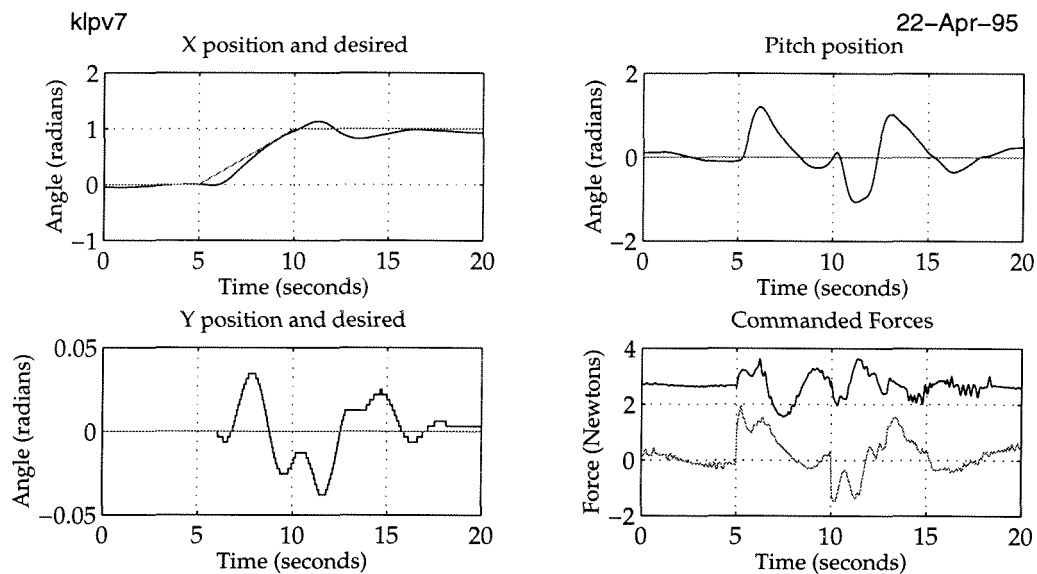 klpv7
22−Apr−95
X position and desired
Angle (radians)
2
1
0
−1
0 5 10 15 20
Time (seconds)
Pitch position
Angle (radians)
2
0
−2
0 5 10 15 20
Time (seconds)
Y position and desired
Angle (radians)
0.05
0
−0.05
0 5 10 15 20
Time (seconds)
Commanded Forces
Force (Newtons)
4
2
0
−2
0 5 10 15 20
Time (seconds)